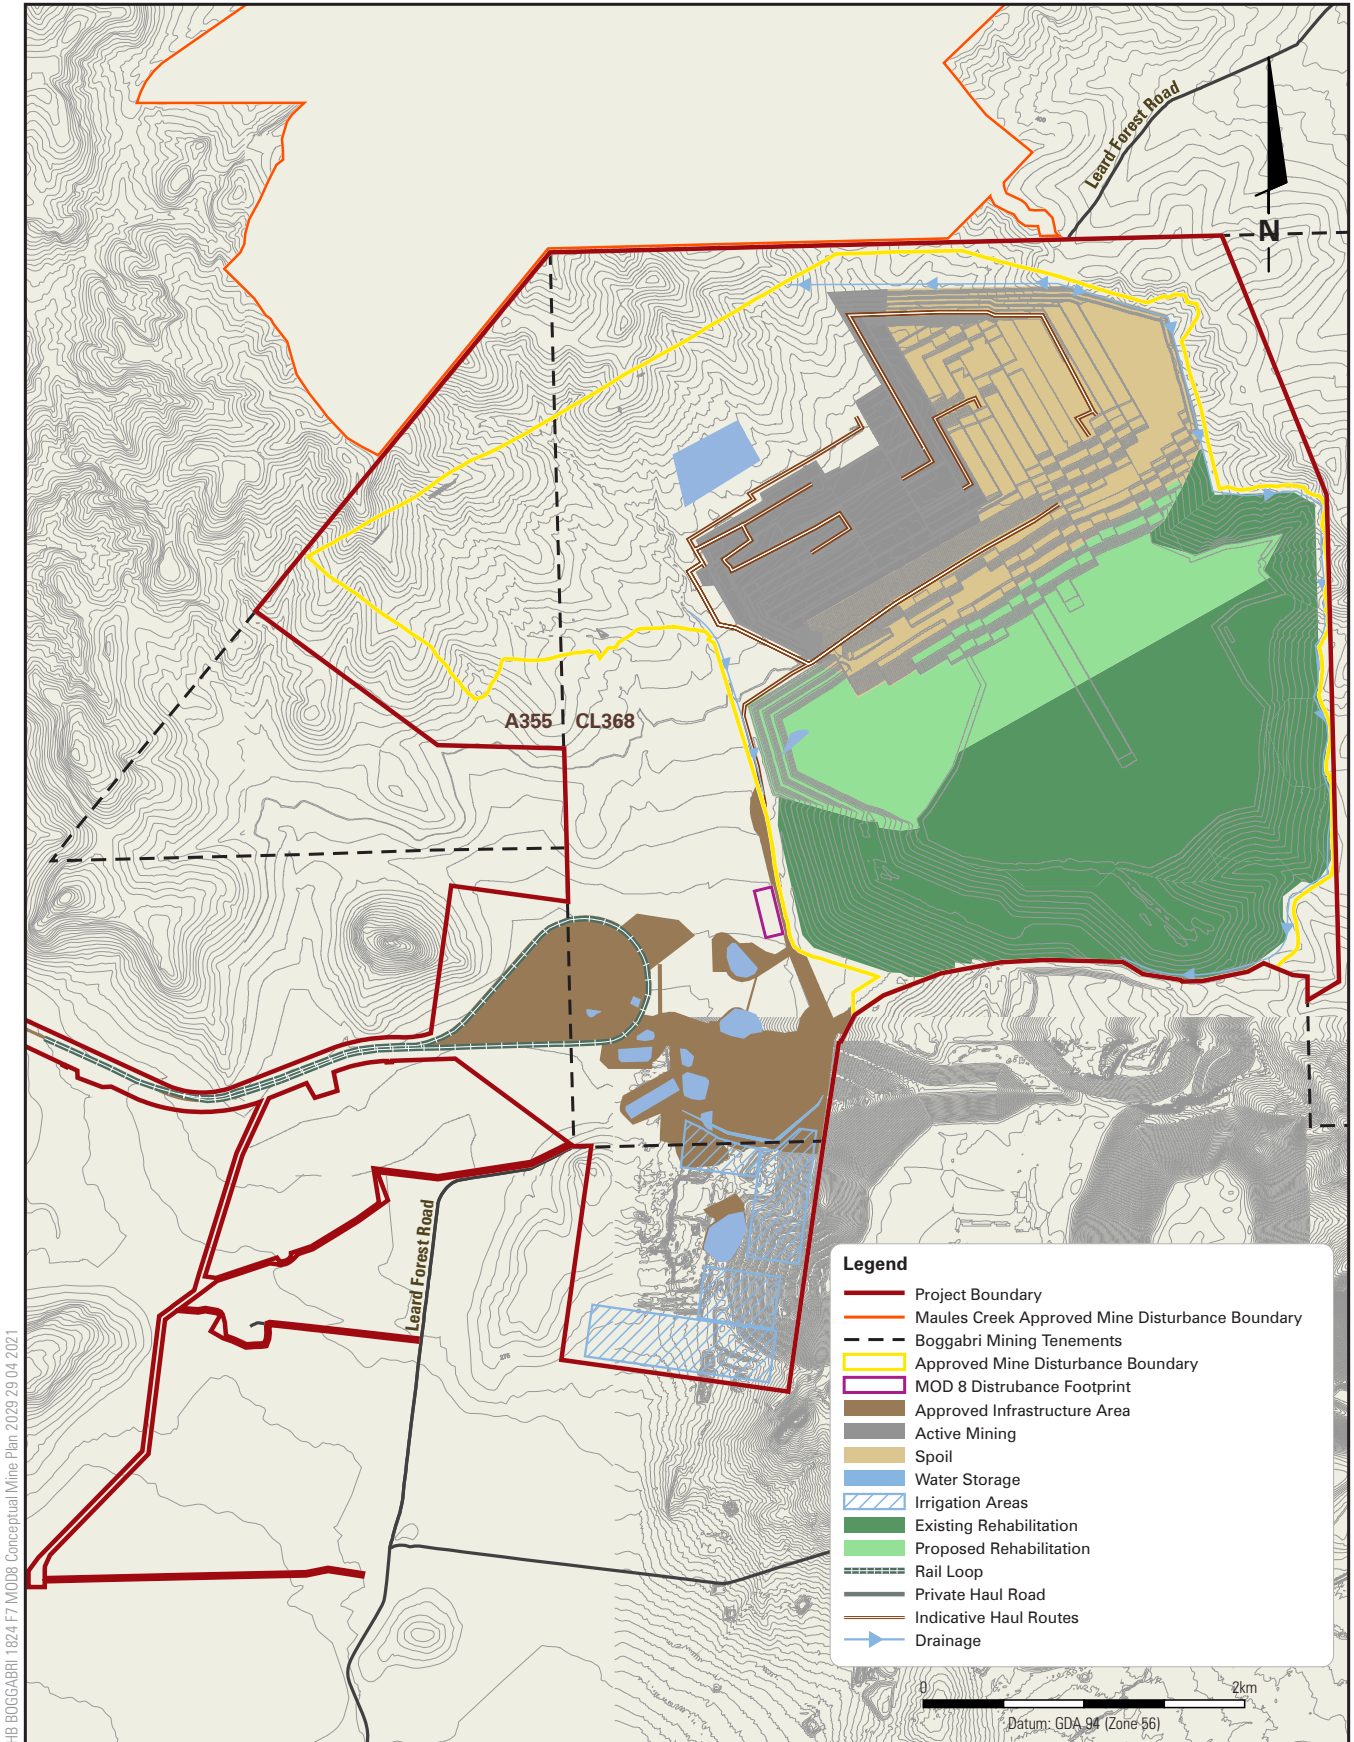 Leard Forest Road
N
A355
CL368
Leard Forest Road
Legend
Project Boundary
Maules Creek Approved Mine Disturbance Boundary
Boggabri Mining Tenements
Approved Mine Disturbance Boundary
MOD 8 Distrubance Footprint
Approved Infrastructure Area
Active Mining
Spoil
Water Storage
Irrigation Areas
Existing Rehabilitation
Proposed Rehabilitation
Rail Loop
Private Haul Road
Indicative Haul Routes
Drainage
0
2km
Datum: GDA 94 (Zone 56)
HB BOGGABRI 1824 F7 MOD8 Conceptual Mine Plan 2029 29 04 2021